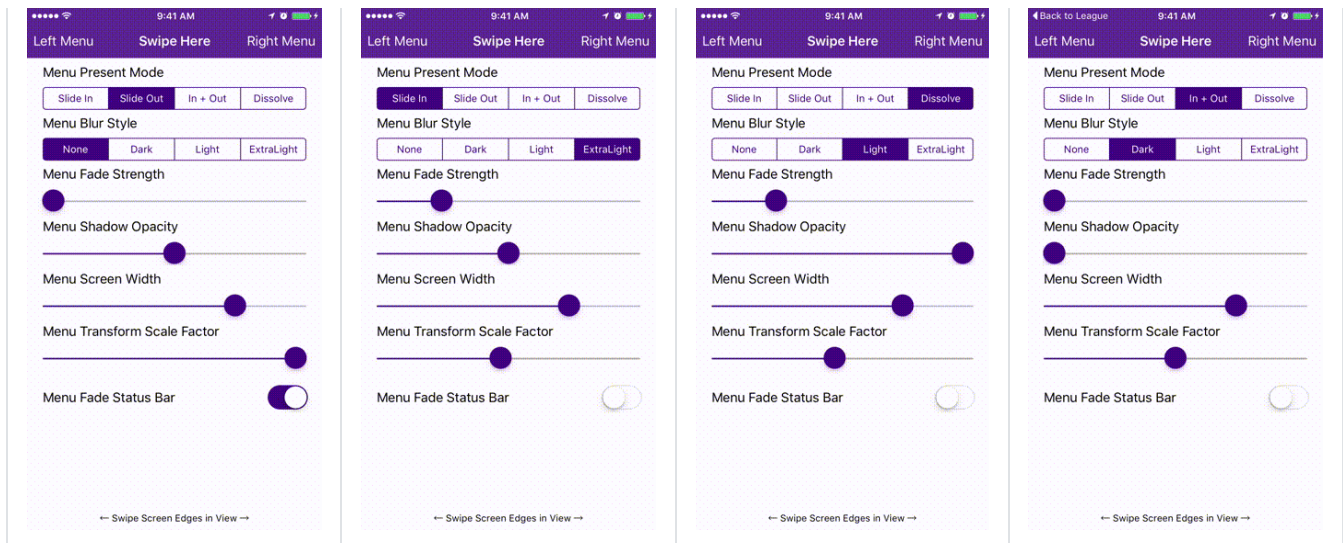 9:41 AM
Left Menu Swipe Here Right Menu
Menu Present Mode
Slide In Slide Out In + Out Dissolve
Menu Blur Style
None Dark Light ExtraLight
Menu Fade Strength
Menu Shadow Opacity
Menu Screen Width
Menu Transform Scale Factor
Menu Fade Status Bar
← Swipe Screen Edges in View →
9:41 AM
Left Menu Swipe Here Right Menu
Menu Present Mode
Slide In Slide Out In + Out Dissolve
Menu Blur Style
None Dark Light ExtraLight
Menu Fade Strength
Menu Shadow Opacity
Menu Screen Width
Menu Transform Scale Factor
Menu Fade Status Bar
← Swipe Screen Edges in View →
9:41 AM
Left Menu Swipe Here Right Menu
Menu Present Mode
Slide In Slide Out In + Out Dissolve
Menu Blur Style
None Dark Light ExtraLight
Menu Fade Strength
Menu Shadow Opacity
Menu Screen Width
Menu Transform Scale Factor
Menu Fade Status Bar
← Swipe Screen Edges in View →
Back to League 9:41 AM
Left Menu Swipe Here Right Menu
Menu Present Mode
Slide In Slide Out In + Out Dissolve
Menu Blur Style
None Dark Light ExtraLight
Menu Fade Strength
Menu Shadow Opacity
Menu Screen Width
Menu Transform Scale Factor
Menu Fade Status Bar
← Swipe Screen Edges in View →